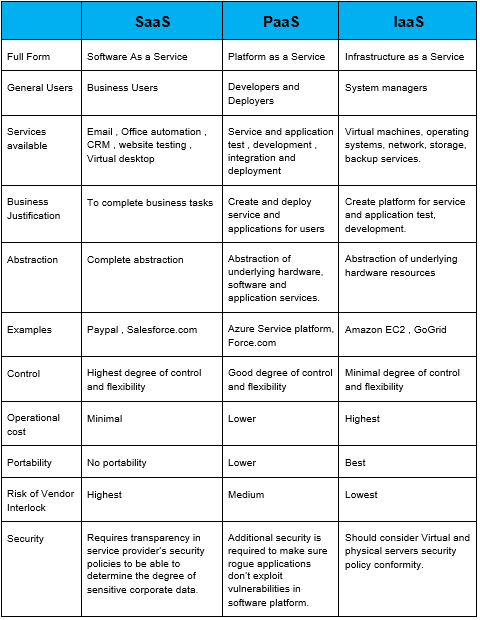 SaaS PaaS IaaS
Full Form Software As a Service Platform as a Service Infrastructure as a Service
General Users Business Users Developers and System managers
Deployers
Services Email , Office automation , Service and application Virtual machines, operating
available CRM , website testing , test , development , systems, network, storage,
Virtual desktop integration and backup services.
deployment
Business To complete business tasks Create and deploy Create platform for service
Justification service and and application test,
applications for users development.
Abstraction Complete abstraction Abstraction of Abstraction of underlying
underlying hardware, hardware resources
software and
application services.
Examples Paypal , Salesforce.com Azure Service platform, Amazon EC2 , GoGrid
Force.com
Control Highest degree of control Good degree of control Minimal degree of control
and flexibility and flexibility and flexibility
Operational Minimal Lower Highest
cost
Portability No portability Lower Best
Risk of Vendor Highest Medium Lowest
Interlock
Security Requires transparency in Additional security is Should consider Virtual and
service provider's security required to make sure physical servers security
policies to be able to rogue applications policy conformity.
determine the degree of don't exploit
sensitive corporate data. vulnerabilities in
software platform.